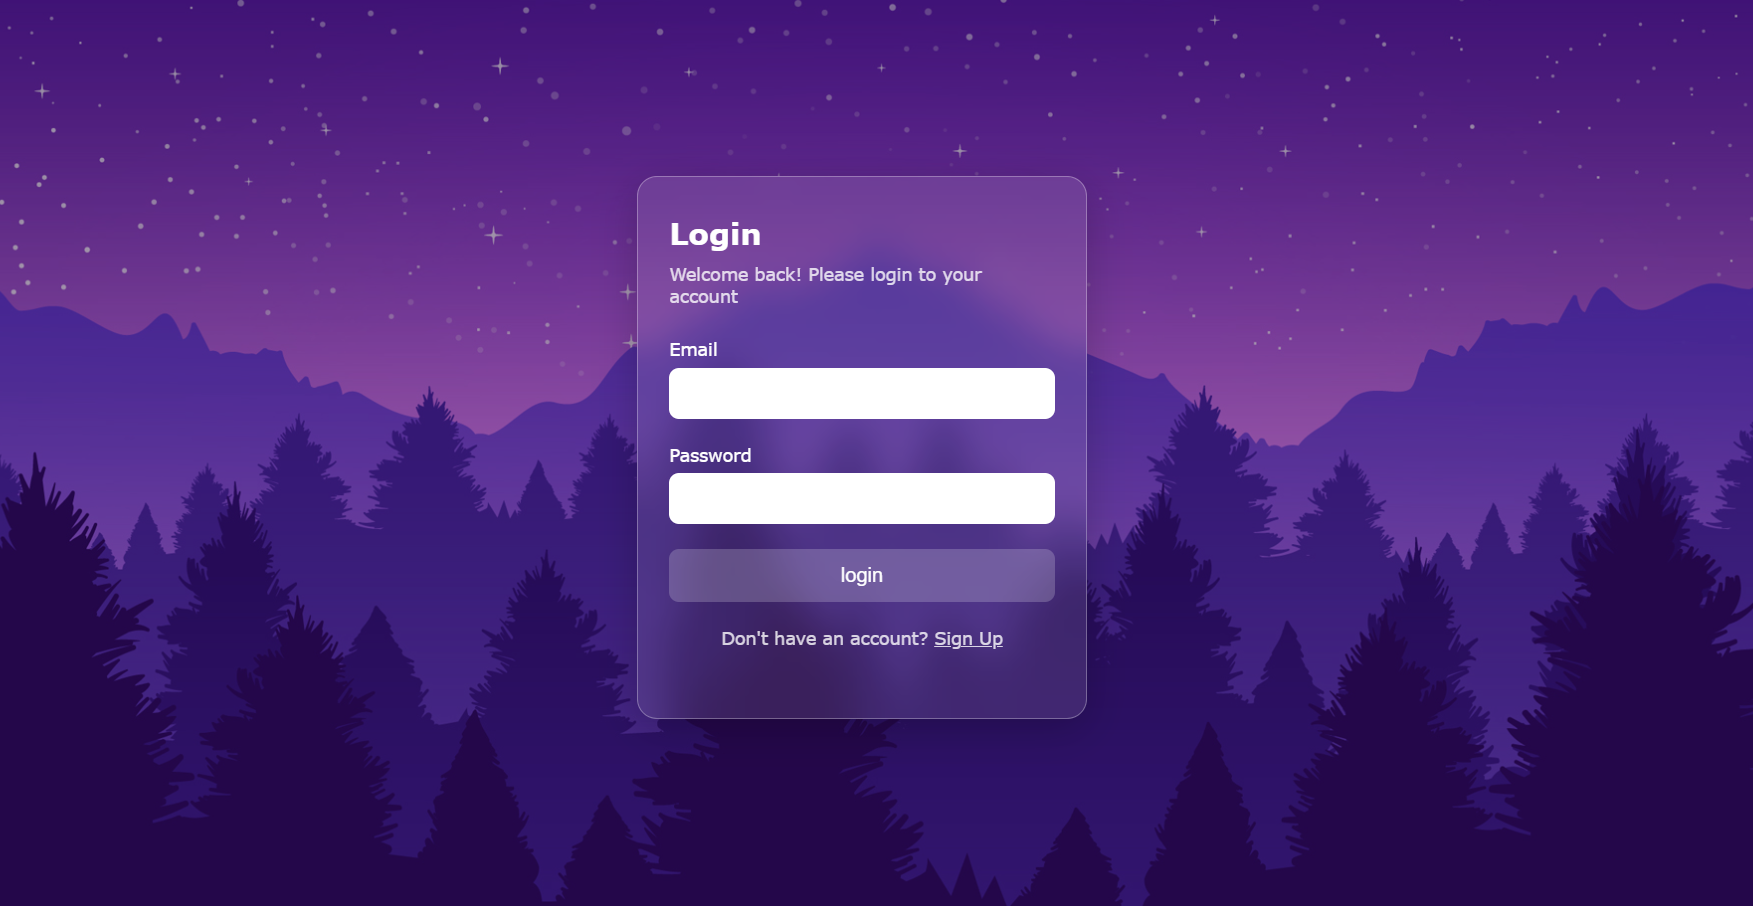 Login
Welcome back! Please login to your
account
Email
Password
login
Don't have an account? Sign Up